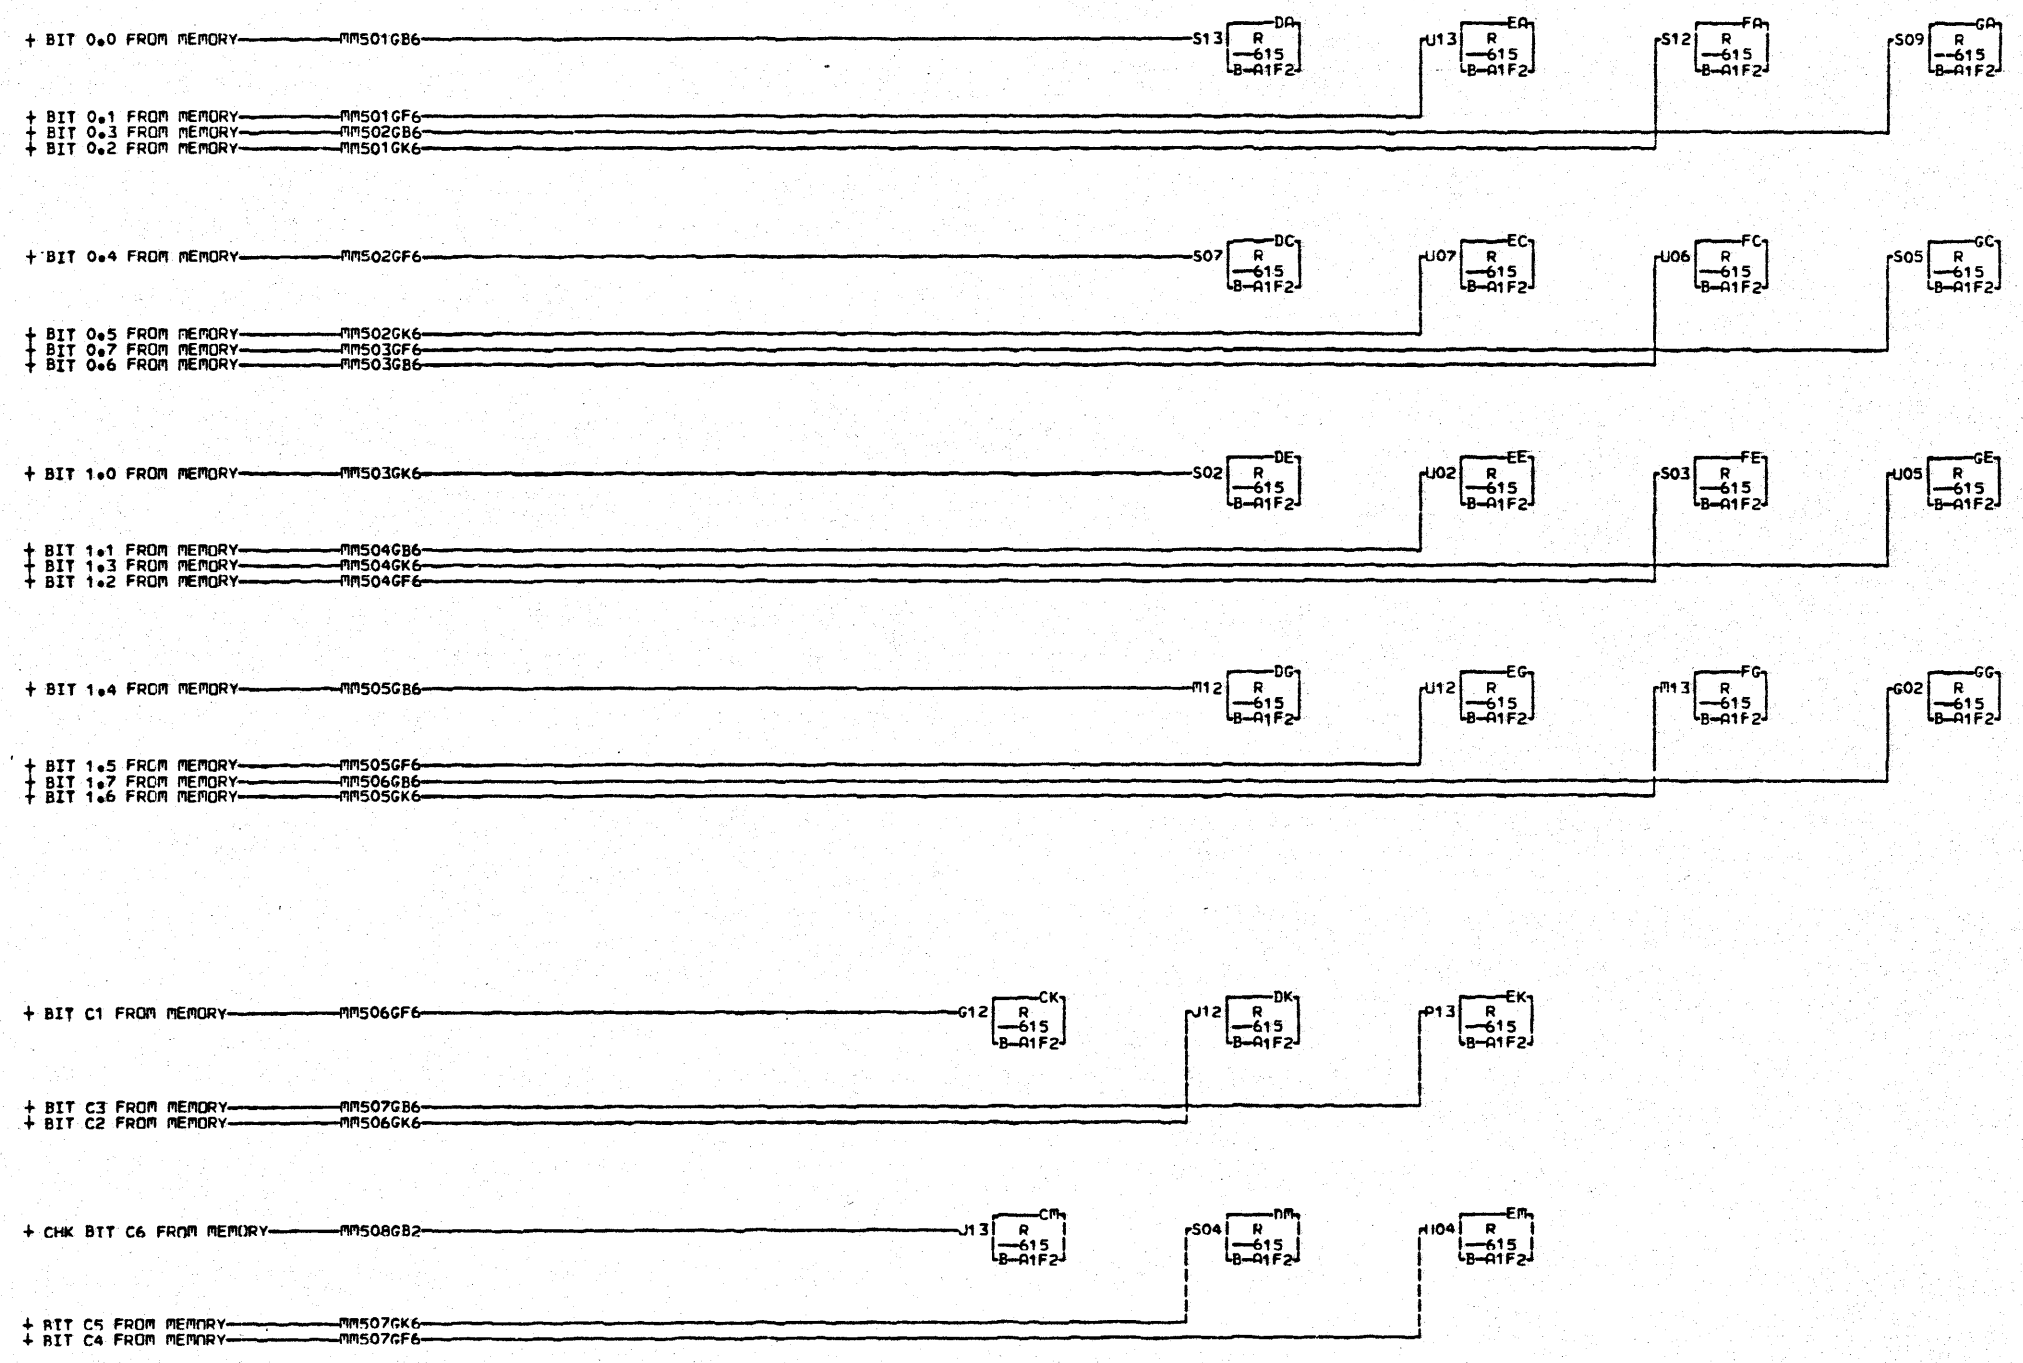 DA EA FA GA
+ BIT 0.0 FROM MEMORY MM501GB6 S13 R U13 R S12 R S09 R
615 615 615 615
B A1F2 B A1F2 B A1F2 B A1F2
+ BIT 0.1 FROM MEMORY MM501GF6
+ BIT 0.3 FROM MEMORY MM502GB6
+ BIT 0.2 FROM MEMORY MM501GK6
DC EC FC GC
+ BIT 0.4 FROM MEMORY MM502GF6 S07 R U07 R U06 R S05 R
615 615 615 615
B A1F2 B A1F2 B A1F2 B A1F2
+ BIT 0.5 FROM MEMORY MM502GK6
+ BIT 0.7 FROM MEMORY MM503GF6
+ BIT 0.6 FROM MEMORY MM503GB6
DE EE FE GE
+ BIT 1.0 FROM MEMORY MM503GK6 S02 R U02 R S03 R U05 R
615 615 615 615
B A1F2 B A1F2 B A1F2 B A1F2
+ BIT 1.1 FROM MEMORY MM504GB6
+ BIT 1.3 FROM MEMORY MM504GK6
+ BIT 1.2 FROM MEMORY MM504GF6
DG EG FG GG
+ BIT 1.4 FROM MEMORY MM505GB6 M12 R U12 R M13 R G02 R
615 615 615 615
B A1F2 B A1F2 B A1F2 B A1F2
+ BIT 1.5 FROM MEMORY MM505GF6
+ BIT 1.7 FROM MEMORY MM506GB6
+ BIT 1.6 FROM MEMORY MM505GK6
CK DK EK
+ BIT C1 FROM MEMORY MM506GF6 G12 R J12 R P13 R
615 615 615
B A1F2 B A1F2 B A1F2
+ BIT C3 FROM MEMORY MM507GB6
+ BIT C2 FROM MEMORY MM506GK6
CM DM EM
+ CHK BIT C6 FROM MEMORY MM508GB2 J13 R S04 R U04 R
615 615 615
B A1F2 B A1F2 B A1F2
+ BIT C5 FROM MEMORY MM507GK6
+ BIT C4 FROM MEMORY MM507GF6